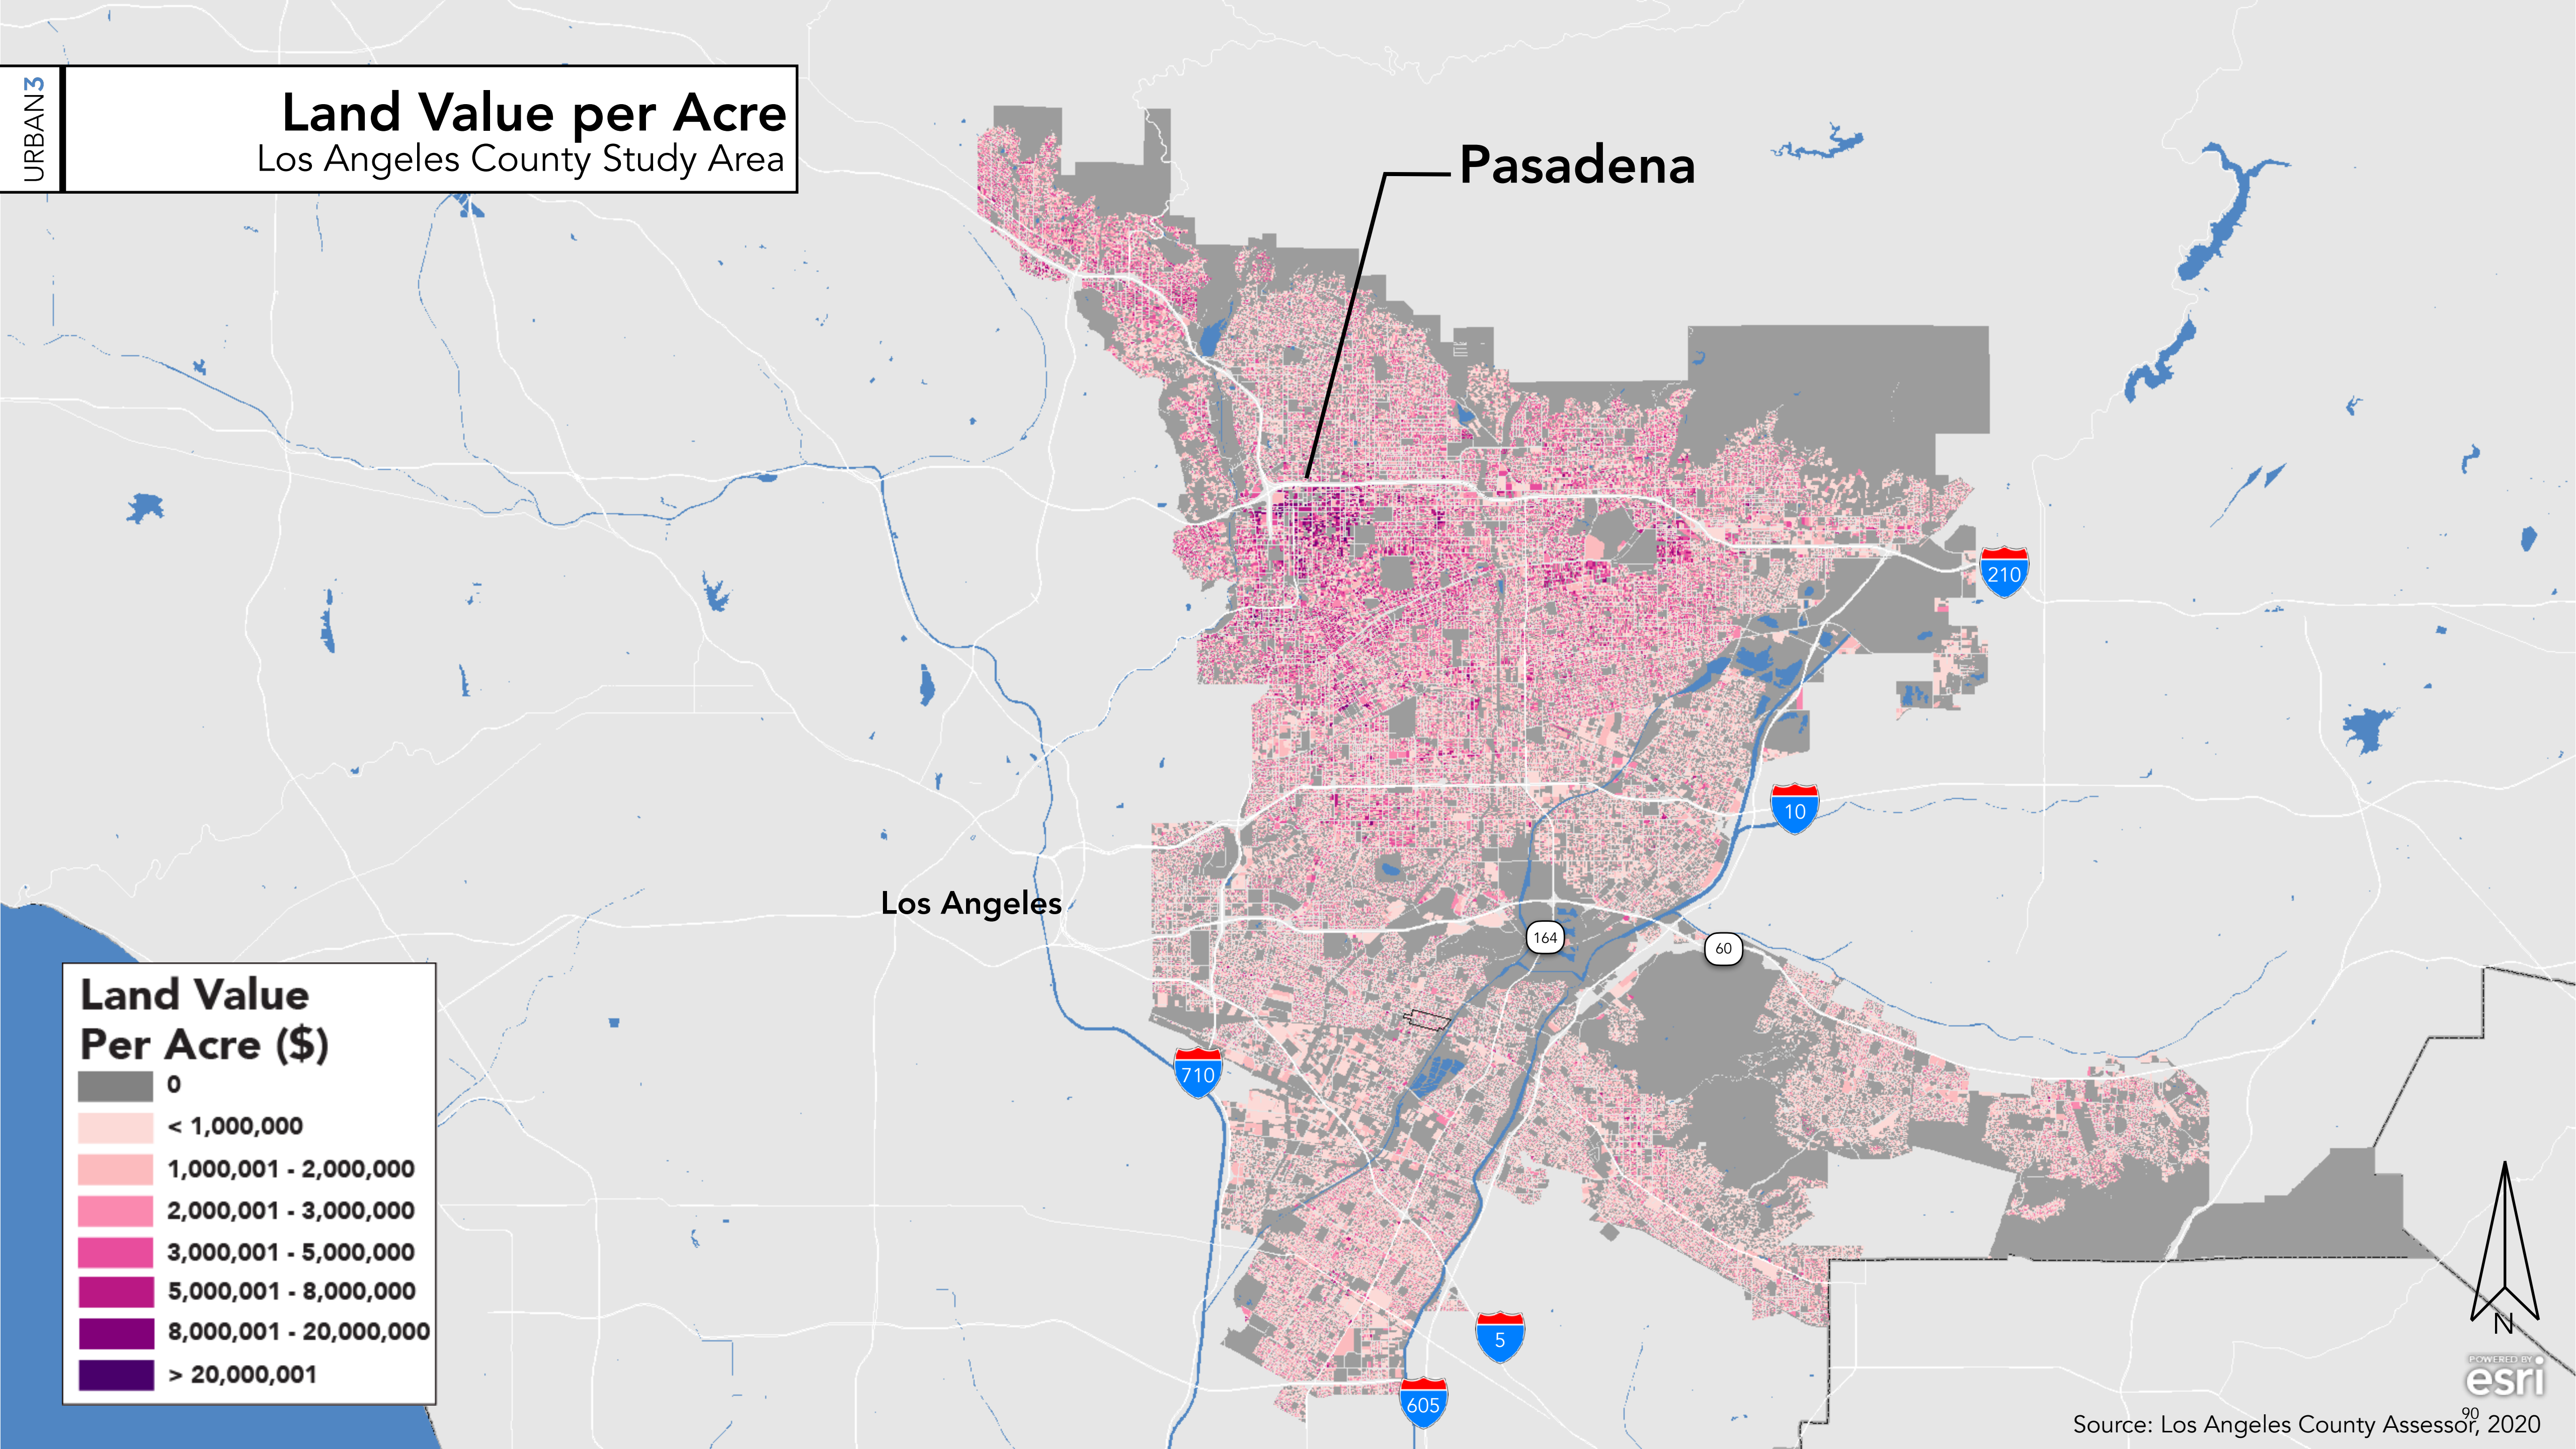 URBAN3
Land Value per Acre
Los Angeles County Study Area
Pasadena
210
10
Los Angeles
164
60
710
5
605
Land Value
Per Acre ($)
0
< 1,000,000
1,000,001 - 2,000,000
2,000,001 - 3,000,000
3,000,001 - 5,000,000
5,000,001 - 8,000,000
8,000,001 - 20,000,000
> 20,000,001
N
POWERED BY
esri
90
Source: Los Angeles County Assessor, 2020